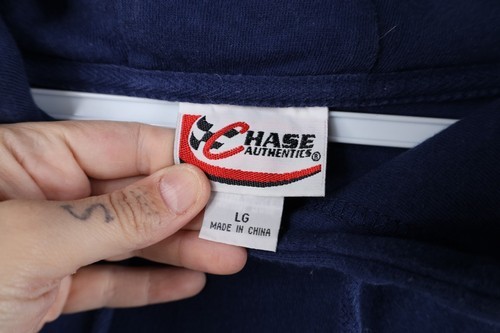 CHASE
AUTHENTICS®
LG
MADE IN CHINA